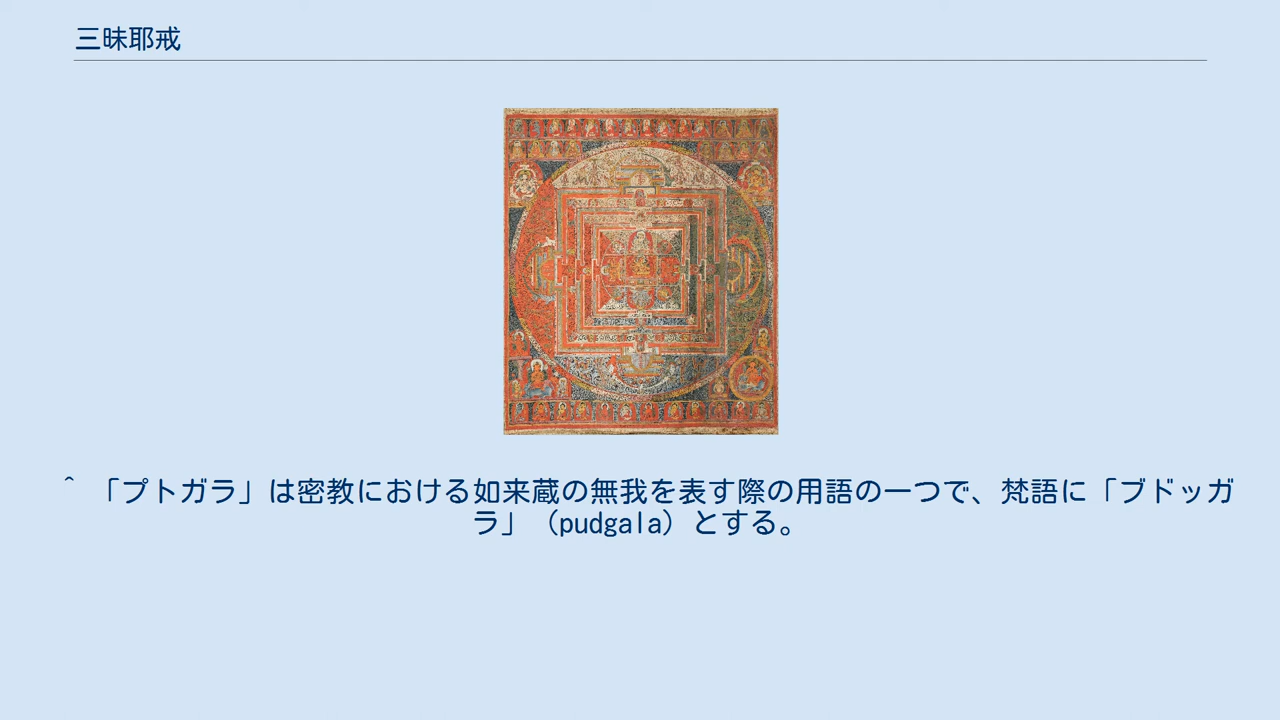 三昧耶戒
^ 「プトガラ」は密教における如来蔵の無我を表す際の用語の一つで、梵語に「ブドッガ
ラ」（pudgala）とする。